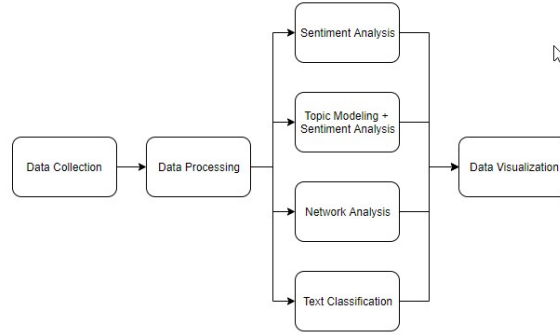 Data Collection
Data Processing
Sentiment Analysis
Topic Modeling +
Sentiment Analysis
Network Analysis
Text Classification
Data Visualization